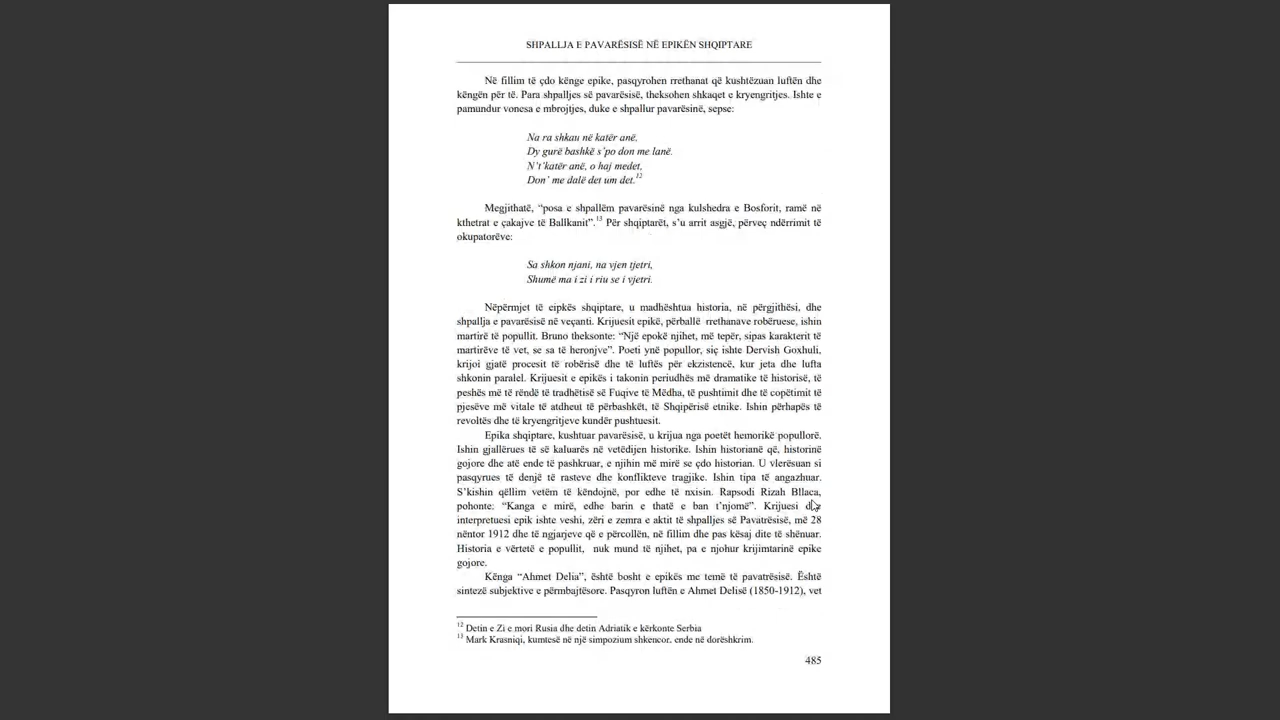 SHPALLJA E PAVARËSISË NË EPIKËN SHQIPTARE
Në fillim të çdo kënge epike, pasqyrohen rrethanat që kushtëzuan luftën dhe
këngën për të. Para shpalljes së pavarësisë, theksohen shkaqet e kryengritjes. Ishte e
pamundur vonesa e mbrojtjes, duke e shpallur pavarësinë, sepse:
Na ra shkau në katër anë,
Dy gurë bashkë s'po don me lanë.
N't'katër anë, o haj medet,
Don' me dalë det um det.12
Megjithatë, “posa e shpallëm pavarësinë nga kulshedra e Bosforit, ramë në
kthetrat e çakajve të Ballkanit”.13 Për shqiptarët, s'u arrit asgjë, përveç ndërrimit të
okupatorëve:
Sa shkon njani, na vjen tjetri,
Shumë ma i zi i riu se i vjetri.
Nëpërmjet të eipkës shqiptare, u madhështua historia, në përgjithësi, dhe
shpallja e pavarësisë në veçanti. Krijuesit epikë, përballë rrethanave robëruese, ishin
martirë të popullit. Bruno theksonte: “Një epokë njihet, më tepër, sipas karakterit të
martirëve të vet, se sa të heronjve”. Poeti ynë popullor, siç ishte Dervish Goxhuli,
krijoi gjatë procesit të robërisë dhe të luftës për ekzistencë, kur jeta dhe lufta
shkonin paralel. Krijuesit e epikës i takonin periudhës më dramatike të historisë, të
peshës më të rëndë të tradhëtisë së Fuqive të Mëdha, të pushtimit dhe të copëtimit të
pjesëve më vitale të atdheut të përbashkët, të Shqipërisë etnike. Ishin përhapës të
revoltës dhe të kryengritjeve kundër pushtuesit.
Epika shqiptare, kushtuar pavarësisë, u krijua nga poetët hemorikë popullorë.
Ishin gjallërues të së kaluarës në vetëdijen historike. Ishin historianë që, historinë
gojore dhe atë ende të pashkruar, e njihin më mirë se çdo historian. U vlerësuan si
pasqyrues të denjë të rasteve dhe konflikteve tragjike. Ishin tipa të angazhuar.
S'kishin qëllim vetëm të këndojnë, por edhe të nxisin. Rapsodi Rizah Bllaca,
pohonte: “Kanga e mirë, edhe barin e thatë e ban t'njomë”. Krijuesi dhe
interpretuesi epik ishte veshi, zëri e zemra e aktit të shpalljes së Pavatrësisë, më 28
nëntor 1912 dhe të ngjarjeve që e përcollën, në fillim dhe pas kësaj dite të shënuar.
Historia e vërtetë e popullit, nuk mund të njihet, pa e njohur krijimtarinë epike
gojore.
Kënga “Ahmet Delia”, është bosht e epikës me temë të pavatrësisë. Është
sintezë subjektive e përmbajtësore. Pasqyron luftën e Ahmet Delisë (1850-1912), vet
12 Detin e Zi e mori Rusia dhe detin Adriatik e kërkonte Serbia
13 Mark Krasniqi, kumtesë në një simpozium shkencor, ende në dorëshkrim.
485